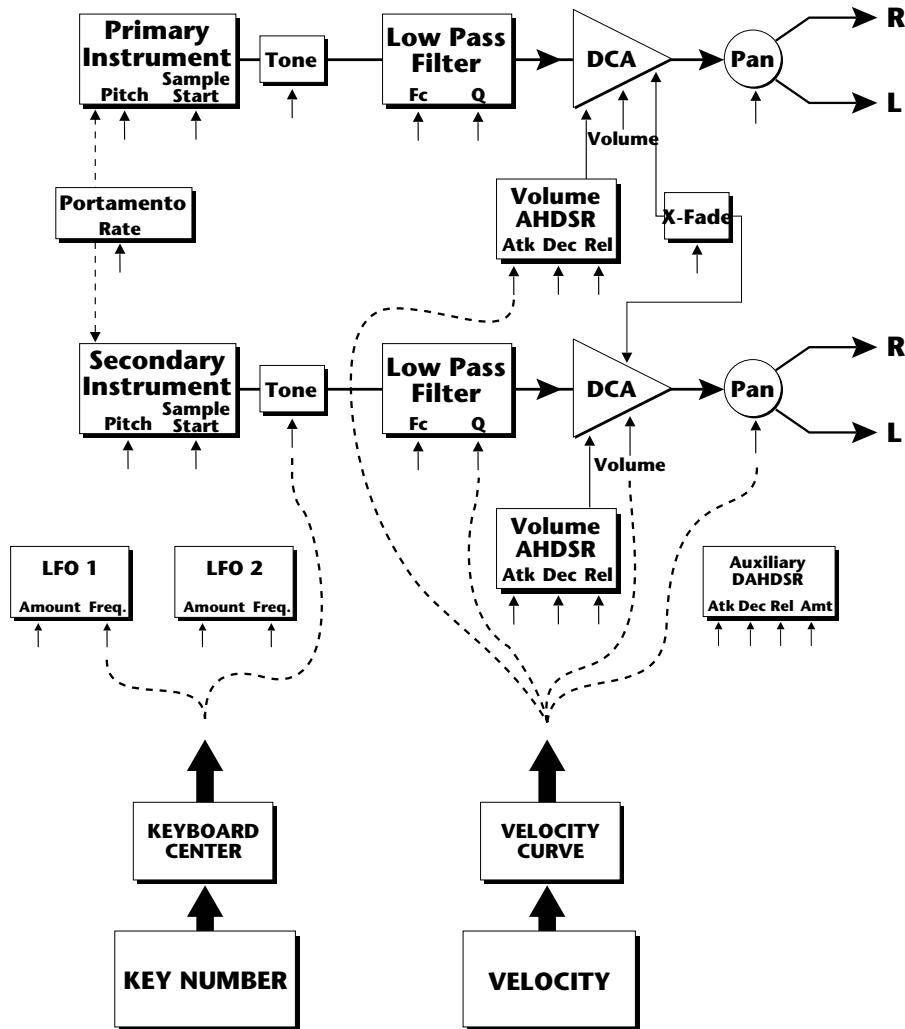 Primary
Instrument
Sample
Pitch Start
Tone
Low Pass
Filter
Fc Q
DCA
Volume
Pan
R
L
Portamento
Rate
Volume
AHDSR
Atk Dec Rel
X-Fade
Secondary
Instrument
Sample
Pitch Start
Tone
Low Pass
Filter
Fc Q
DCA
Volume
Pan
R
L
Volume
AHDSR
Atk Dec Rel
LFO 1
Amount Freq.
LFO 2
Amount Freq.
Auxiliary
DAHDSR
Atk Dec Rel Amt
KEYBOARD
CENTER
VELOCITY
CURVE
KEY NUMBER
VELOCITY